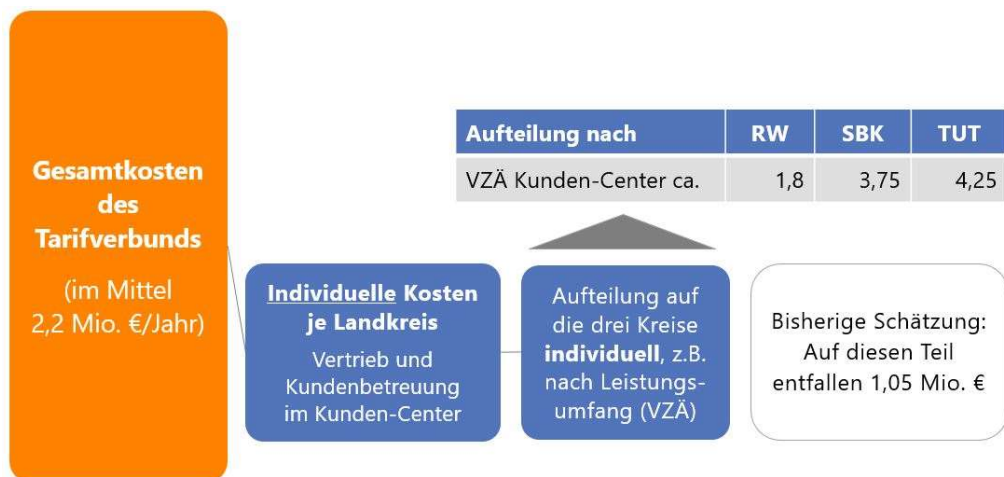 Gesamtkosten
des
Tarifverbunds
(im Mittel
2,2 Mio. €/Jahr)
Aufteilung nach RW SBK TUT
VZÄ Kunden-Center ca. 1,8 3,75 4,25
Individuelle Kosten
je Landkreis
Vertrieb und
Kundenbetreuung
im Kunden-Center
Aufteilung auf
die drei Kreise
individuell, z.B.
nach Leistungs-
umfang (VZÄ)
Bisherige Schätzung:
Auf diesen Teil
entfallen 1,05 Mio. €